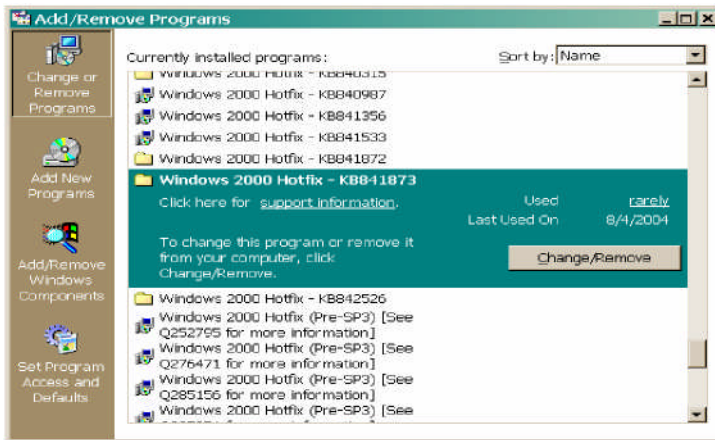 Add/Remove Programs
Change or
Remove
Programs
Add New
Programs
Add/Remove
Windows
Components
Set Program
Access and
Defaults
Currently installed programs:
Sort by: Name
Windows 2000 Hotfix - KB840315
Windows 2000 Hotfix - KB840987
Windows 2000 Hotfix - KB841356
Windows 2000 Hotfix - KB841533
Windows 2000 Hotfix - KB841872
Windows 2000 Hotfix - KB841873
Click here for support information.
Used rarely
Last Used On 8/4/2004
To change this program or remove it
from your computer, click
Change/Remove.
Change/Remove
Windows 2000 Hotfix - KB842526
Windows 2000 Hotfix (Pre-SP3) [See
Q252795 for more information]
Windows 2000 Hotfix (Pre-SP3) [See
Q276471 for more information]
Windows 2000 Hotfix (Pre-SP3) [See
Q285156 for more information]
Windows 2000 Hotfix (Pre-SP3) [See